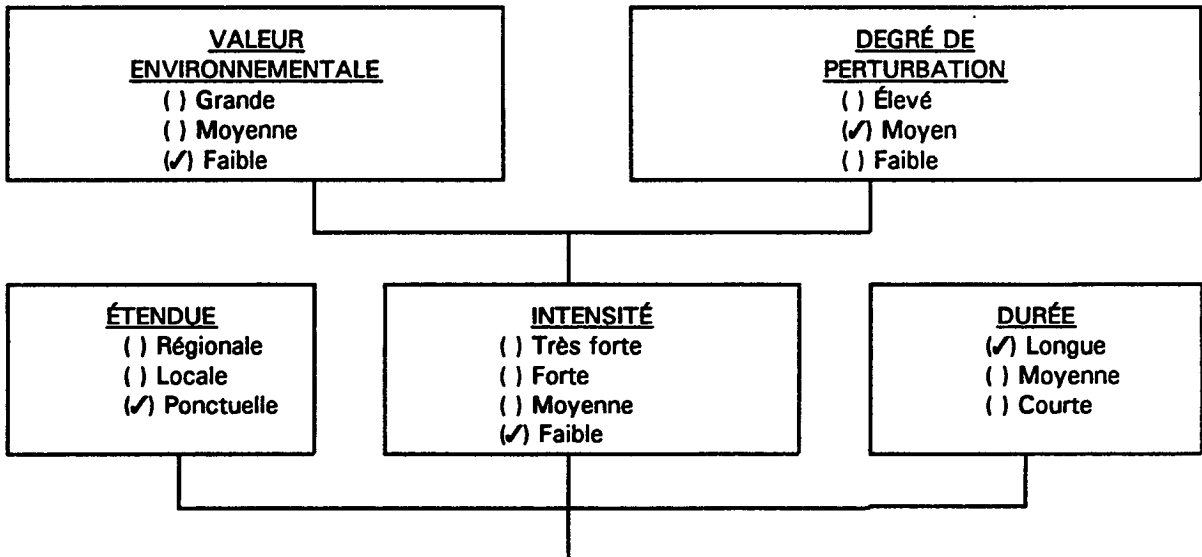 VALEUR
ENVIRONNEMENTALE
( ) Grande
( ) Moyenne
(✓) Faible
DEGRÉ DE
PERTURBATION
( ) Élevé
(✓) Moyen
( ) Faible
ÉTENDUE
( ) Régionale
( ) Locale
(✓) Ponctuelle
INTENSITÉ
( ) Très forte
( ) Forte
( ) Moyenne
(✓) Faible
DURÉE
(✓) Longue
( ) Moyenne
( ) Courte